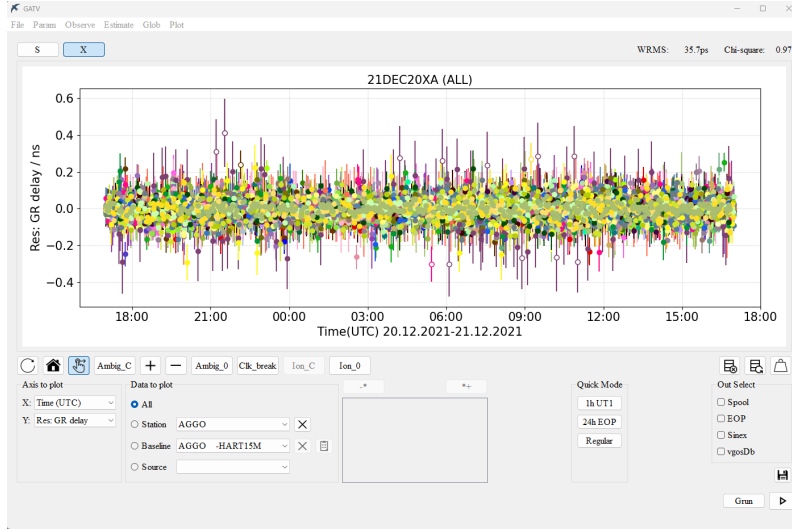 GATV
File Param Observe Estimate Glob Plot
S X WRMS: 35.7ps Chi-square: 0.97
21DEC20XA (ALL)
Res: GR delay / ns
0.6
0.4
0.2
0.0
−0.2
−0.4
18:00 21:00 00:00 03:00 06:00 09:00 12:00 15:00 18:00
Time(UTC) 20.12.2021-21.12.2021
Ambig_C Ambig_0 Clk_break Ion_C Ion_0
Axis to plot
X: Time (UTC)
Y: Res: GR delay
Data to plot
All
Station AGGO
Baseline AGGO -HART15M
Source
-* *+
Quick Mode
1h UT1
24h EOP
Regular
Out Select
Spool
EOP
Sinex
vgosDb
Grun